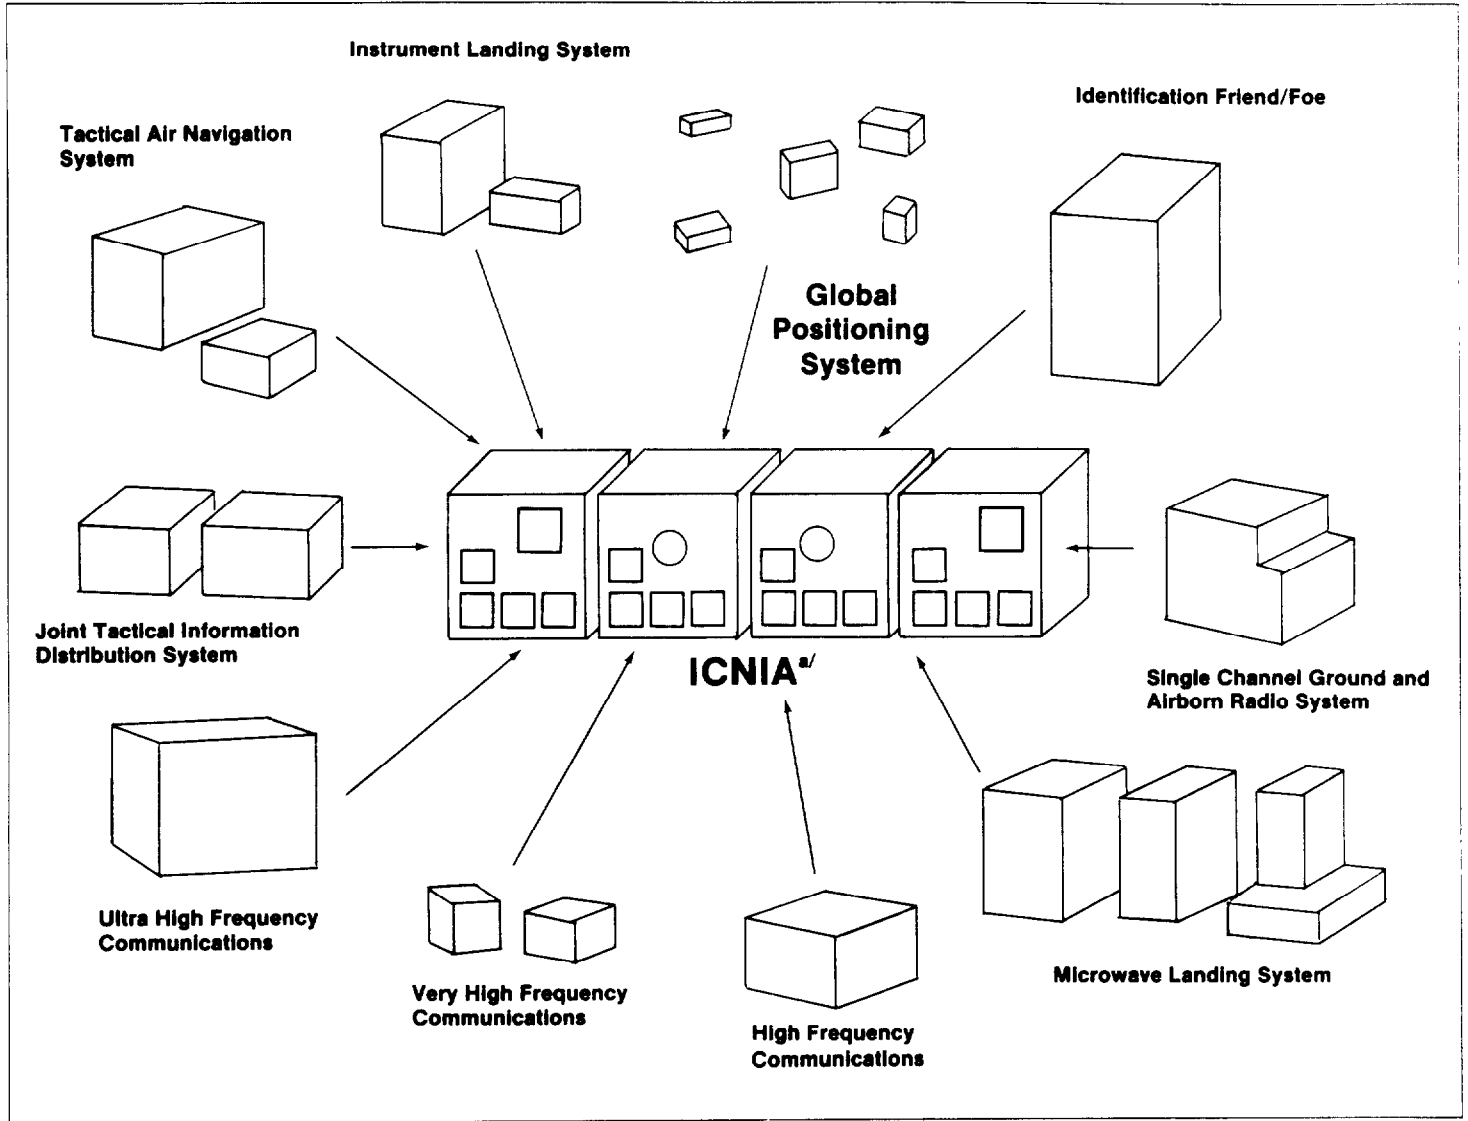 Instrument Landing System
Identification Friend/Foe
Tactical Air Navigation
System
Global
Positioning
System
Joint Tactical Information
Distribution System
ICNIA a/
Single Channel Ground and
Airborn Radio System
Ultra High Frequency
Communications
Very High Frequency
Communications
High Frequency
Communications
Microwave Landing System